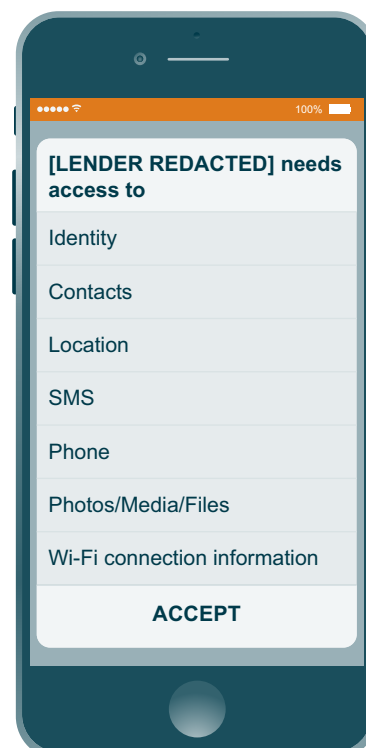 100%
[LENDER REDACTED] needs
access to
Identity
Contacts
Location
SMS
Phone
Photos/Media/Files
Wi-Fi connection information
ACCEPT